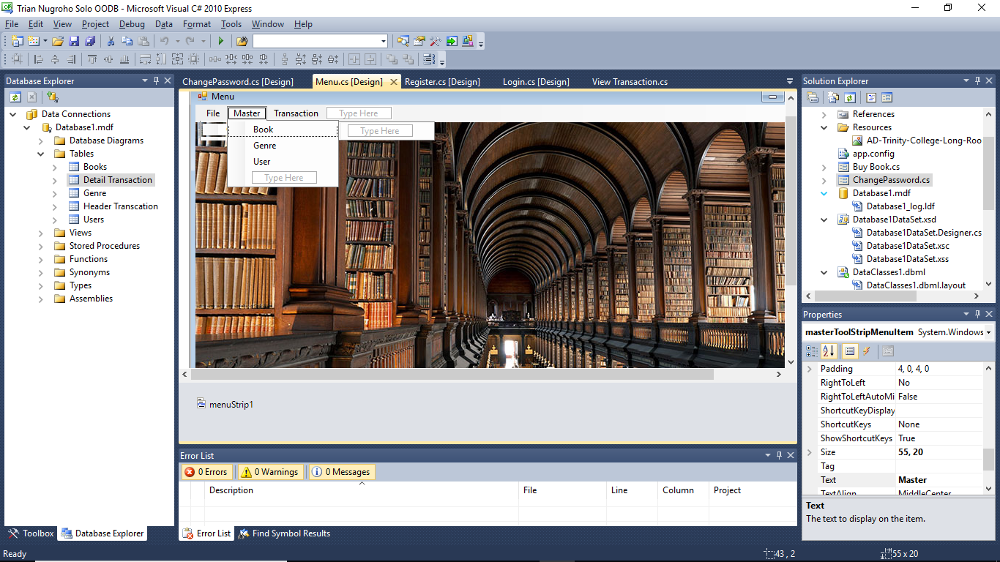 Trian Nugroho Solo OODB - Microsoft Visual C# 2010 Express
File Edit View Project Debug Data Format Tools Window Help
Database Explorer
Data Connections
Database1.mdf
Database Diagrams
Tables
Books
Detail Transaction
Genre
Header Transcation
Users
Views
Stored Procedures
Functions
Synonyms
Types
Assemblies
Toolbox
Database Explorer
ChangePassword.cs [Design] Menu.cs [Design] Register.cs [Design] Login.cs [Design] View Transaction.cs
Menu
File Master Transaction Type Here
Book Type Here
Genre
User
Type Here
menuStrip1
Error List
0 Errors 0 Warnings 0 Messages
Description File Line Column Project
Error List Find Symbol Results
Solution Explorer
References
Resources
AD-Trinity-College-Long-Roo
app.config
Buy Book.cs
ChangePassword.cs
Database1.mdf
Database1_log.ldf
Database1DataSet.xsd
Database1DataSet.Designer.cs
Database1DataSet.xsc
Database1DataSet.xss
DataClasses1.dbml
DataClasses1.dbml.layout
Properties
masterToolStripMenuItem System.Windows
Padding 4, 0, 4, 0
RightToLeft No
RightToLeftAutoMi False
ShortcutKeyDisplay
ShortcutKeys None
ShowShortcutKeys True
Size 55, 20
Tag
Text Master
TextAlign MiddleCenter
Text
The text to display on the item.
Ready 43 , 2 55 x 20